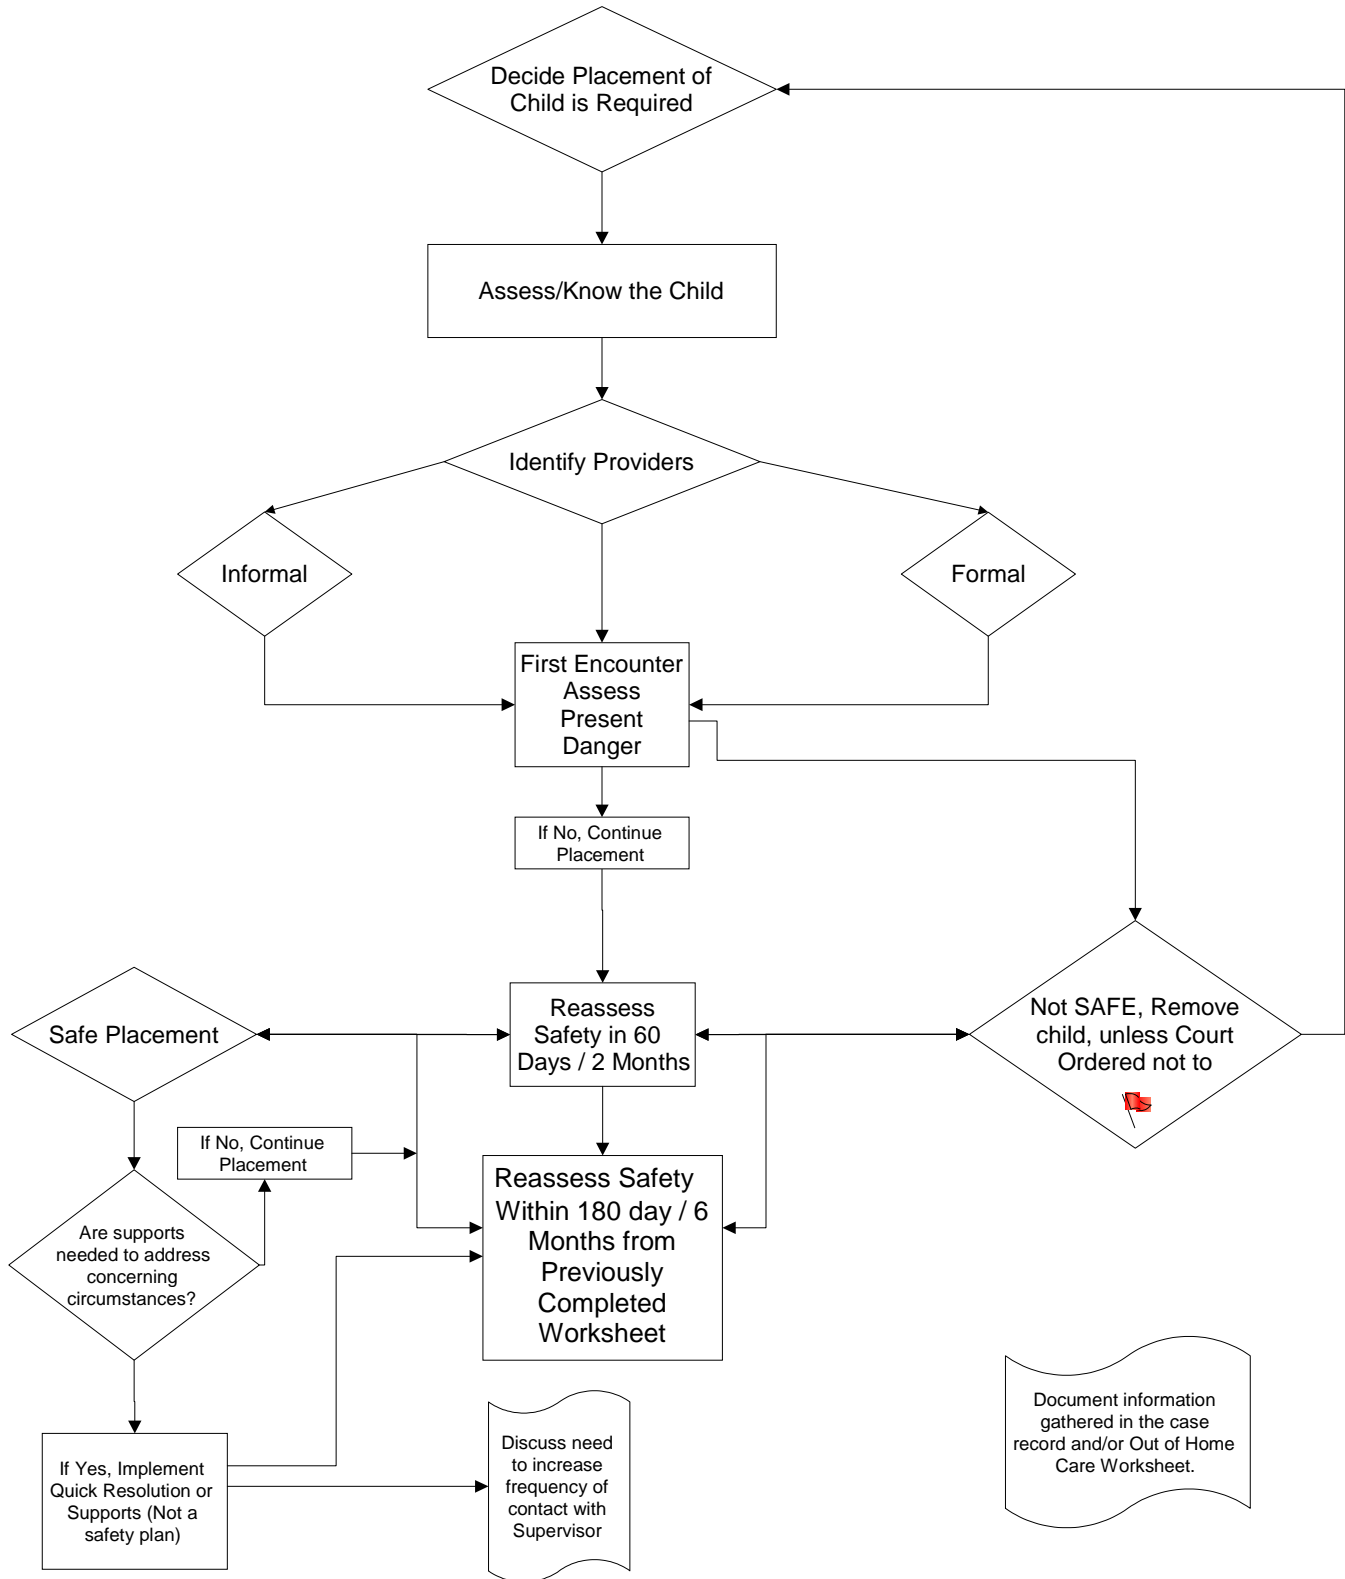 Decide Placement of
Child is Required
Assess/Know the Child
Identify Providers
Informal
Formal
First Encounter
Assess
Present
Danger
If No, Continue
Placement
Safe Placement
Reassess
Safety in 60
Days / 2 Months
Not SAFE, Remove
child, unless Court
Ordered not to
If No, Continue
Placement
Reassess Safety
Within 180 day / 6
Months from
Previously
Completed
Worksheet
Are supports
needed to address
concerning
circumstances?
If Yes, Implement
Quick Resolution or
Supports (Not a
safety plan)
Discuss need
to increase
frequency of
contact with
Supervisor
Document information
gathered in the case
record and/or Out of Home
Care Worksheet.